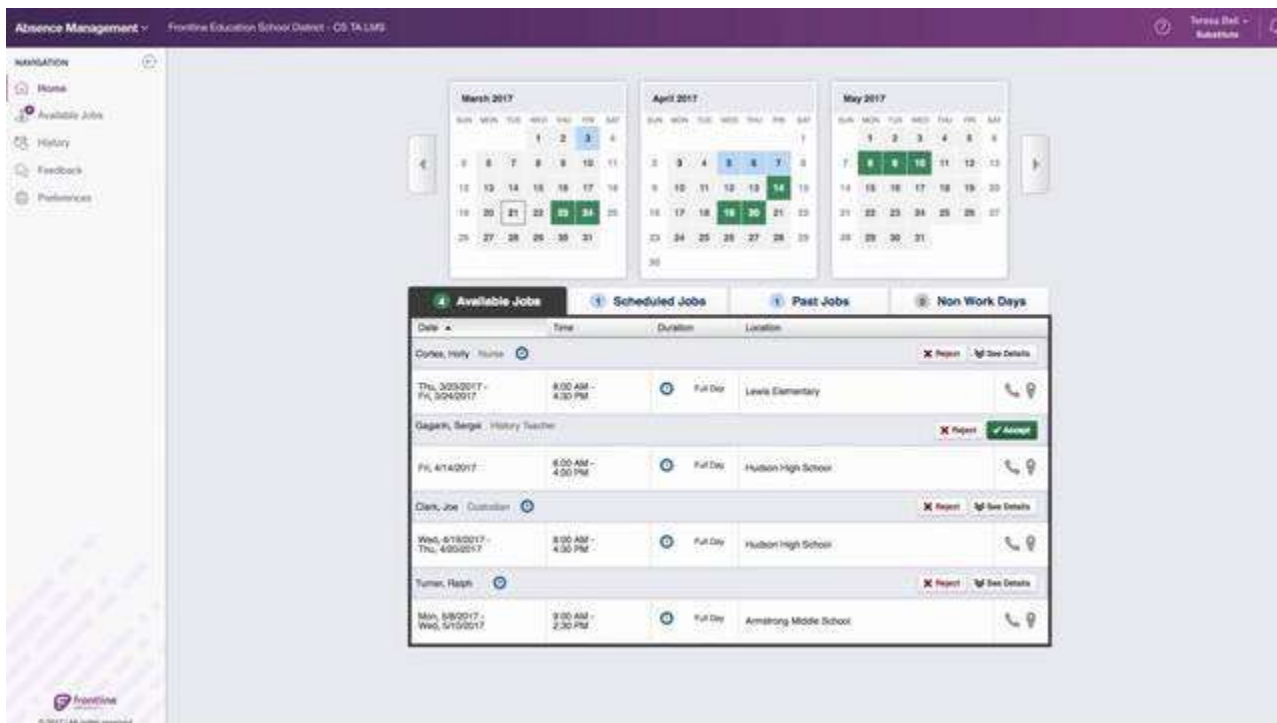 Absence Management
Frontline Education School District - CS TA LMS
Teresa Bell
Substitute
NAVIGATION
Home
Available Jobs
History
Feedback
Preferences
March 2017
SUN MON TUE WED THU FRI SAT
1 2 3 4
5 6 7 8 9 10 11
12 13 14 15 16 17 18
19 20 21 22 23 24 25
26 27 28 29 30 31
April 2017
SUN MON TUE WED THU FRI SAT
1
2 3 4 5 6 7 8
9 10 11 12 13 14 15
16 17 18 19 20 21 22
23 24 25 26 27 28 29
30
May 2017
SUN MON TUE WED THU FRI SAT
1 2 3 4 5 6
7 8 9 10 11 12 13
14 15 16 17 18 19 20
21 22 23 24 25 26 27
28 29 30 31
4 Available Jobs
1 Scheduled Jobs
1 Past Jobs
Non Work Days
Date Time Duration Location
Cortes, Holly Nurse
Reject See Details
Thu, 3/23/2017 -
Fri, 3/24/2017
8:00 AM -
4:30 PM
Full Day
Lewis Elementary
Gagarin, Sergei History Teacher
Reject Accept
Fri, 4/14/2017
8:00 AM -
4:00 PM
Full Day
Hudson High School
Clark, Joe Custodian
Reject See Details
Wed, 4/19/2017 -
Thu, 4/20/2017
8:00 AM -
4:30 PM
Full Day
Hudson High School
Turner, Ralph
Reject See Details
Mon, 5/8/2017 -
Wed, 5/10/2017
9:00 AM -
2:30 PM
Full Day
Armstrong Middle School
frontline
© 2017 | All rights reserved